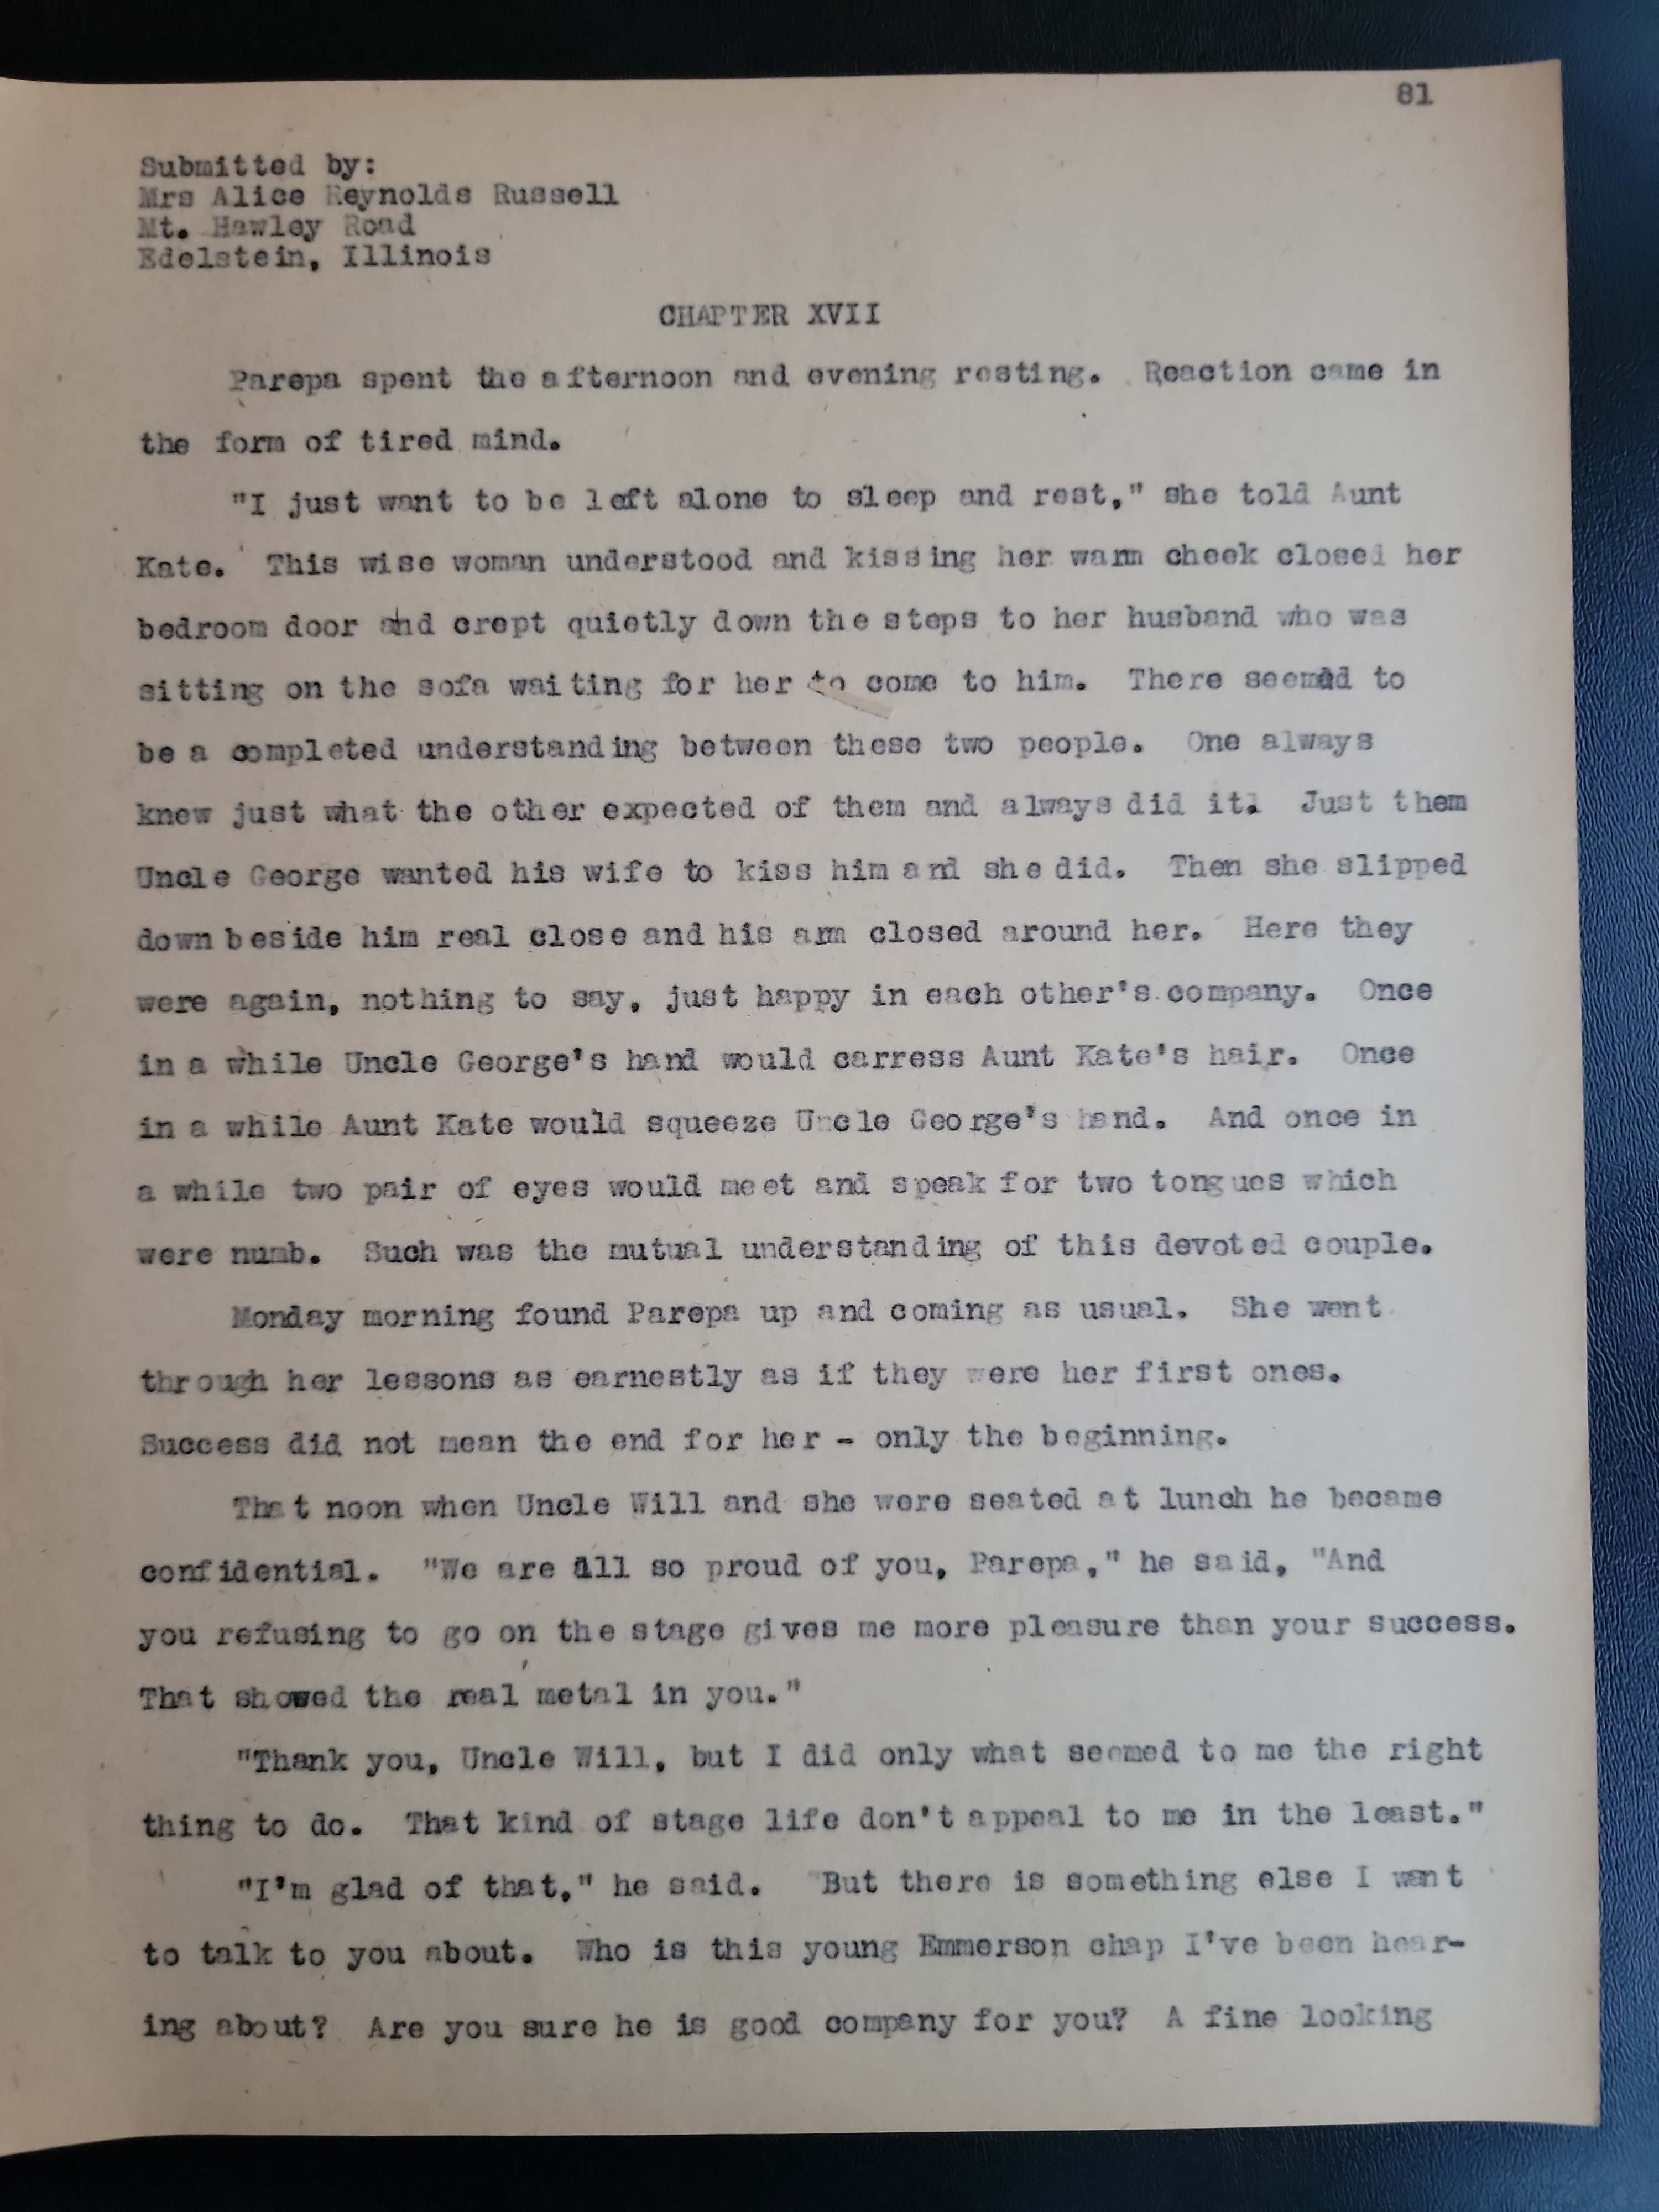 81
Submitted by:
Mrs Alice Reynolds Russell
Mt. Hawley Road
Edelstein, Illinois
CHAPTER XVII
Parepa spent the afternoon and evening resting. Reaction came in
the form of tired mind.
"I just want to be left alone to sleep and rest," she told Aunt
Kate. This wise woman understood and kissing her warm cheek closed her
bedroom door and crept quietly down the steps to her husband who was
sitting on the sofa waiting for her to come to him. There seemed to
be a completed understanding between these two people. One always
knew just what the other expected of them and always did it. Just them
Uncle George wanted his wife to kiss him and she did. Then she slipped
down beside him real close and his arm closed around her. Here they
were again, nothing to say, just happy in each other's company. Once
in a while Uncle George's hand would carress Aunt Kate's hair. Once
in a while Aunt Kate would squeeze Uncle George's hand. And once in
a while two pair of eyes would meet and speak for two tongues which
were numb. Such was the mutual understanding of this devoted couple.
Monday morning found Parepa up and coming as usual. She went
through her lessons as earnestly as if they were her first ones.
Success did not mean the end for her - only the beginning.
That noon when Uncle Will and she were seated at lunch he became
confidential. "We are all so proud of you, Parepa," he said, "And
you refusing to go on the stage gives me more pleasure than your success.
That showed the real metal in you."
"Thank you, Uncle Will, but I did only what seemed to me the right
thing to do. That kind of stage life don't appeal to me in the least."
"I'm glad of that," he said. "But there is something else I want
to talk to you about. Who is this young Emmerson chap I've been hear-
ing about? Are you sure he is good company for you? A fine looking